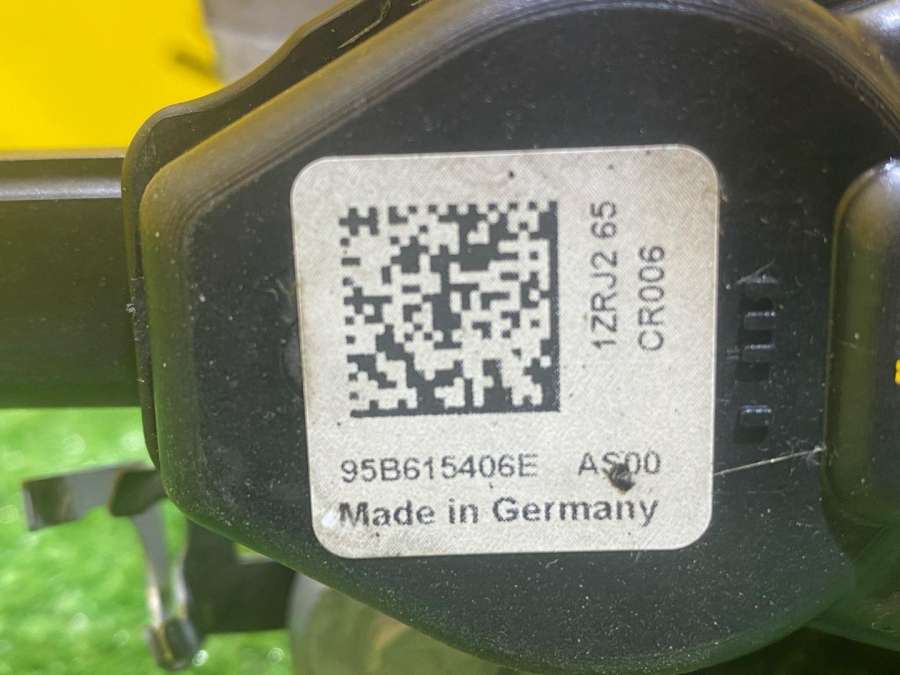 1ZRJ2 65
CR006
95B615406E AS00
Made in Germany